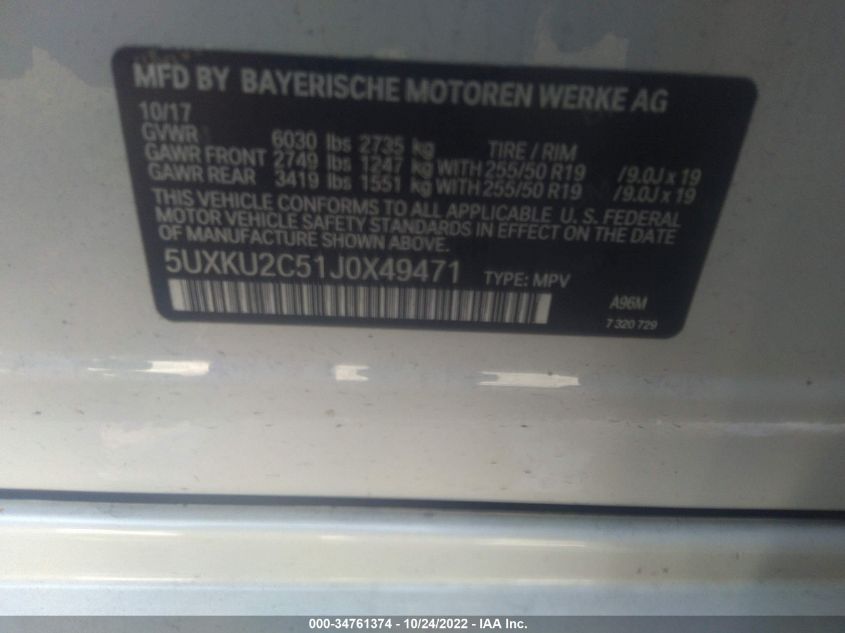 MFD BY BAYERISCHE MOTOREN WERKE AG
10/17
GVWR 6030 lbs 2735 kg TIRE / RIM
GAWR FRONT 2749 lbs 1247 kg WITH 255/50 R19 /9.0J x 19
GAWR REAR 3419 lbs 1551 kg WITH 255/50 R19 /9.0J x 19
THIS VEHICLE CONFORMS TO ALL APPLICABLE U. S. FEDERAL
MOTOR VEHICLE SAFETY STANDARDS IN EFFECT ON THE DATE
OF MANUFACTURE SHOWN ABOVE.
5UXKU2C51J0X49471 TYPE: MPV
A96M
7 320 729
000-34761374 - 10/24/2022 - IAA Inc.